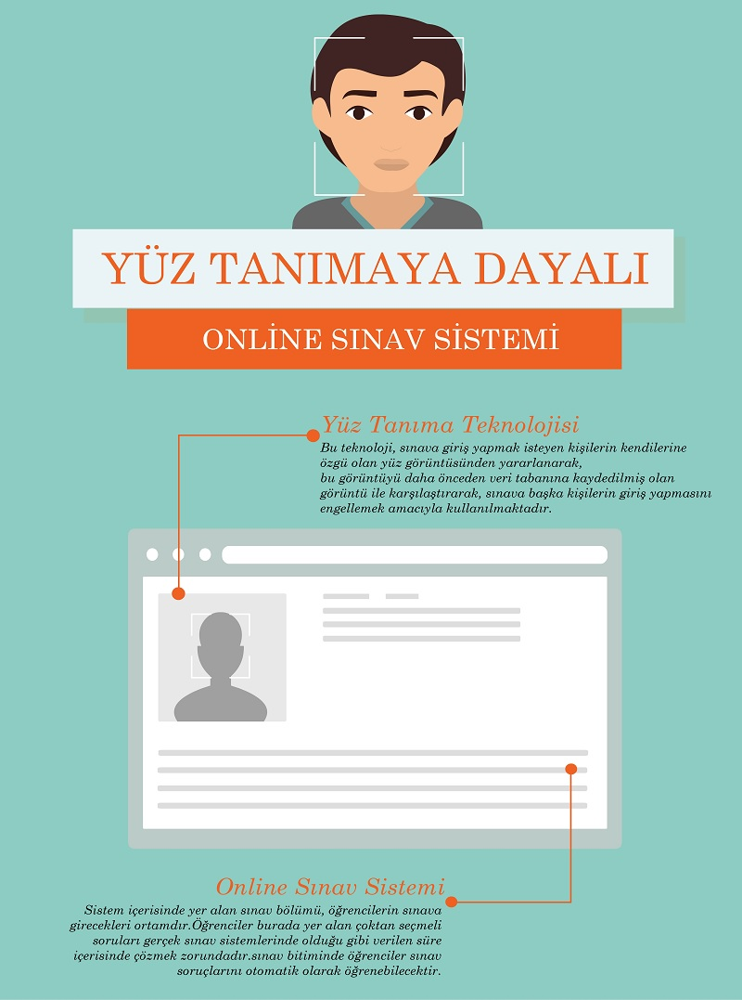 YÜZ TANIMAYA DAYALI
ONLİNE SINAV SİSTEMİ
Yüz Tanıma Teknolojisi
Bu teknoloji, sınava giriş yapmak isteyen kişilerin kendilerine
özgü olan yüz görüntüsünden yararlanarak,
bu görüntüyü daha önceden veri tabanına kaydedilmiş olan
görüntü ile karşılaştırarak, sınava başka kişilerin giriş yapmasını
engellemek amacıyla kullanılmaktadır.
Online Sınav Sistemi
Sistem içerisinde yer alan sınav bölümü, öğrencilerin sınava
girecekleri ortamdır.Öğrenciler burada yer alan çoktan seçmeli
soruları gerçek sınav sistemlerinde olduğu gibi verilen süre
içerisinde çözmek zorundadır.sınav bitiminde öğrenciler sınav
soruçlarını otomatik olarak öğrenebilecektir.